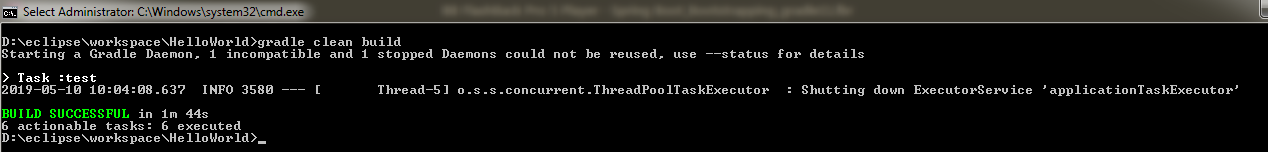 Select Administrator: C:\Windows\system32\cmd.exe
D:\eclipse\workspace\HelloWorld>gradle clean build
Starting a Gradle Daemon, 1 incompatible and 1 stopped Daemons could not be reused, use --status for details
> Task :test
2019-05-10 10:04:08.637  INFO 3580 --- [       Thread-5] o.s.s.concurrent.ThreadPoolTaskExecutor  : Shutting down ExecutorService 'applicationTaskExecutor'
BUILD SUCCESSFUL in 1m 44s
6 actionable tasks: 6 executed
D:\eclipse\workspace\HelloWorld>_